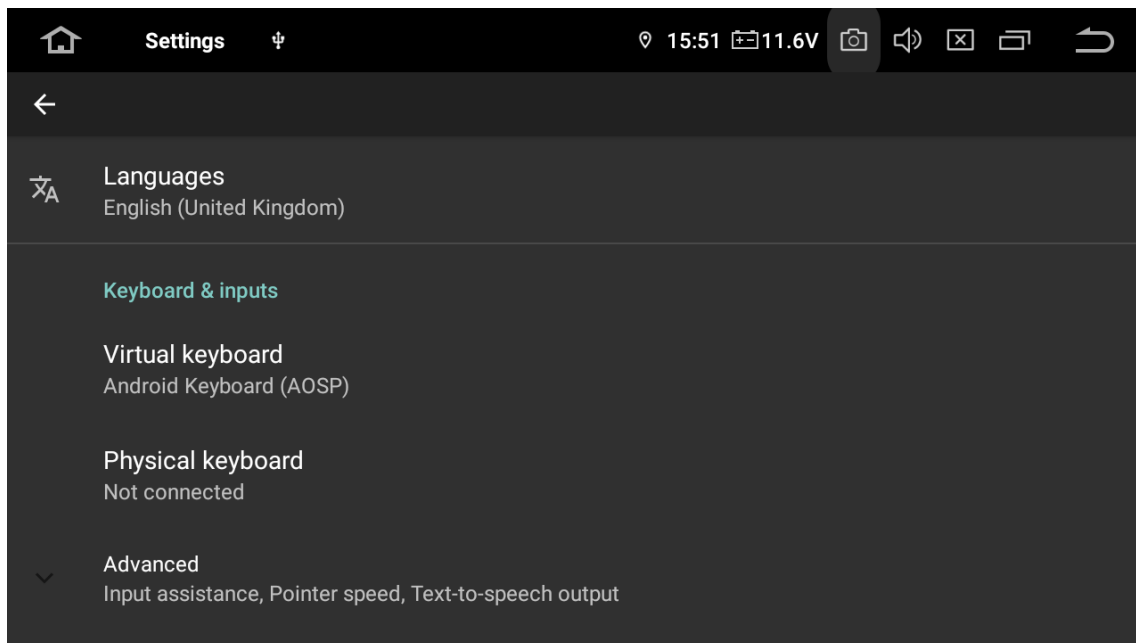 Settings 15:51 11.6V
Languages
English (United Kingdom)
Keyboard & inputs
Virtual keyboard
Android Keyboard (AOSP)
Physical keyboard
Not connected
Advanced
Input assistance, Pointer speed, Text-to-speech output